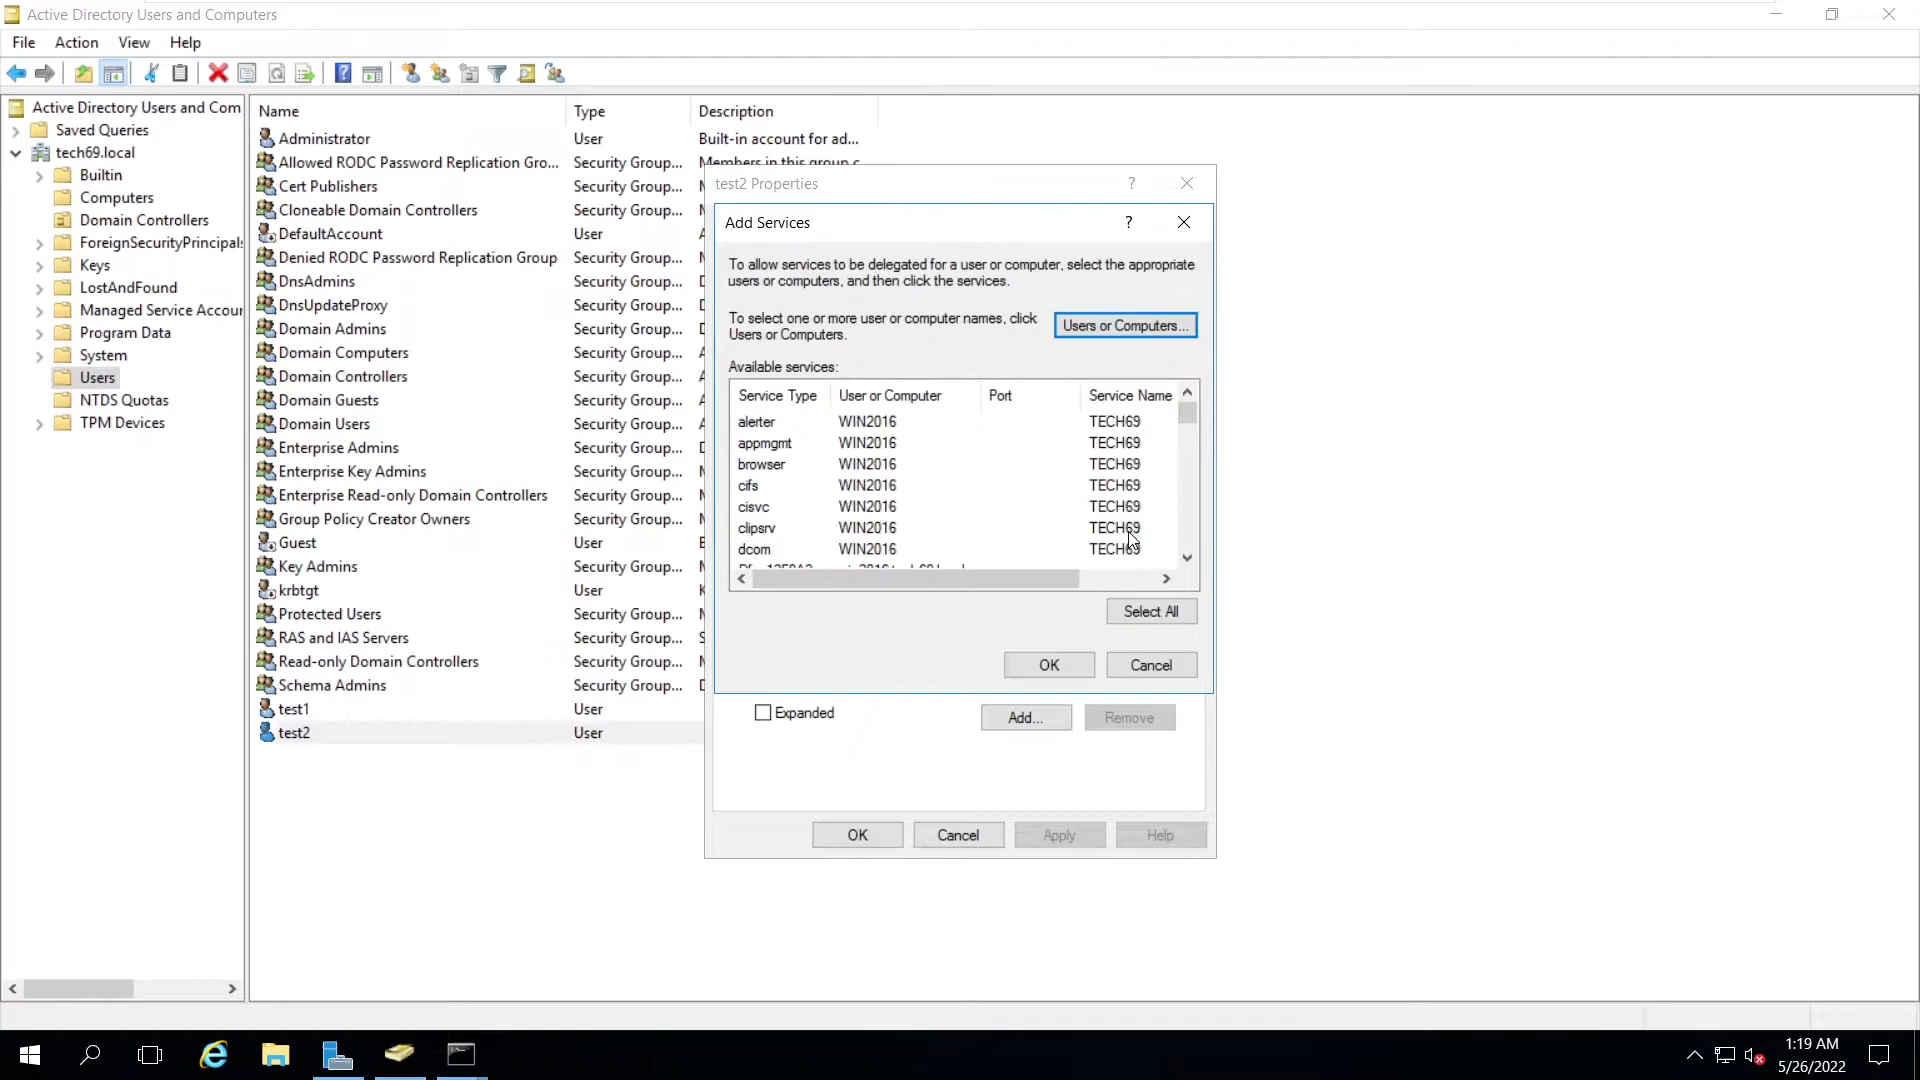 Active Directory Users and Computers
File Action View Help
Active Directory Users and Com
Saved Queries
tech69.local
Builtin
Computers
Domain Controllers
ForeignSecurityPrincipals
Keys
LostAndFound
Managed Service Accour
Program Data
System
Users
NTDS Quotas
TPM Devices
Name Type Description
Administrator User Built-in account for ad...
Allowed RODC Password Replication Gro... Security Group... Members in this group c
Cert Publishers Security Group...
Cloneable Domain Controllers Security Group...
DefaultAccount User
Denied RODC Password Replication Group Security Group...
DnsAdmins Security Group...
DnsUpdateProxy Security Group...
Domain Admins Security Group...
Domain Computers Security Group...
Domain Controllers Security Group...
Domain Guests Security Group...
Domain Users Security Group...
Enterprise Admins Security Group...
Enterprise Key Admins Security Group...
Enterprise Read-only Domain Controllers Security Group...
Group Policy Creator Owners Security Group...
Guest User
Key Admins Security Group...
krbtgt User
Protected Users Security Group...
RAS and IAS Servers Security Group...
Read-only Domain Controllers Security Group...
Schema Admins Security Group...
test1 User
test2 User
test2 Properties ?
Add Services ?
To allow services to be delegated for a user or computer, select the appropriate
users or computers, and then click the services.
To select one or more user or computer names, click
Users or Computers.
Users or Computers...
Available services:
Service Type User or Computer Port Service Name
alerter WIN2016 TECH69
appmgmt WIN2016 TECH69
browser WIN2016 TECH69
cifs WIN2016 TECH69
cisvc WIN2016 TECH69
clipsrv WIN2016 TECH69
dcom WIN2016 TECH69
Select All
OK Cancel
Expanded Add... Remove
OK Cancel Apply Help
1:19 AM
5/26/2022